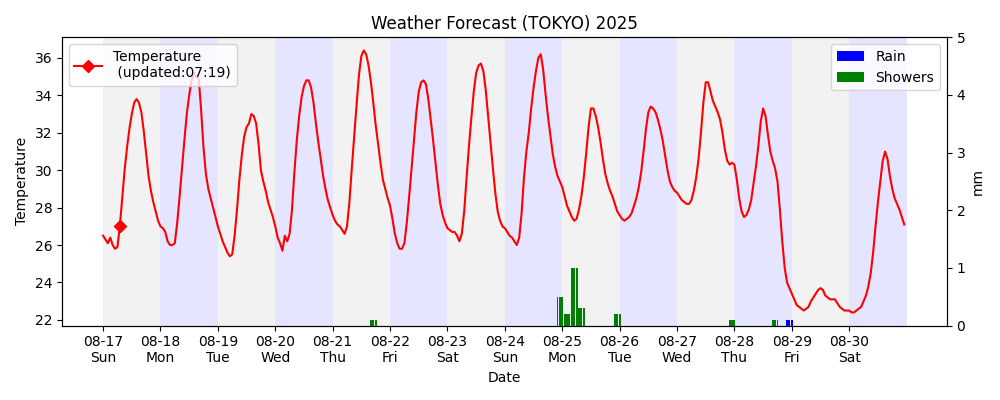 Weather Forecast (TOKYO) 2025
Temperature
(updated:07:19)
Rain
Showers
36
34
32
30
28
26
24
22
Temperature
5
4
3
2
1
0
mm
08-17 08-18 08-19 08-20 08-21 08-22 08-23 08-24 08-25 08-26 08-27 08-28 08-29 08-30
Sun Mon Tue Wed Thu Fri Sat Sun Mon Tue Wed Thu Fri Sat
Date